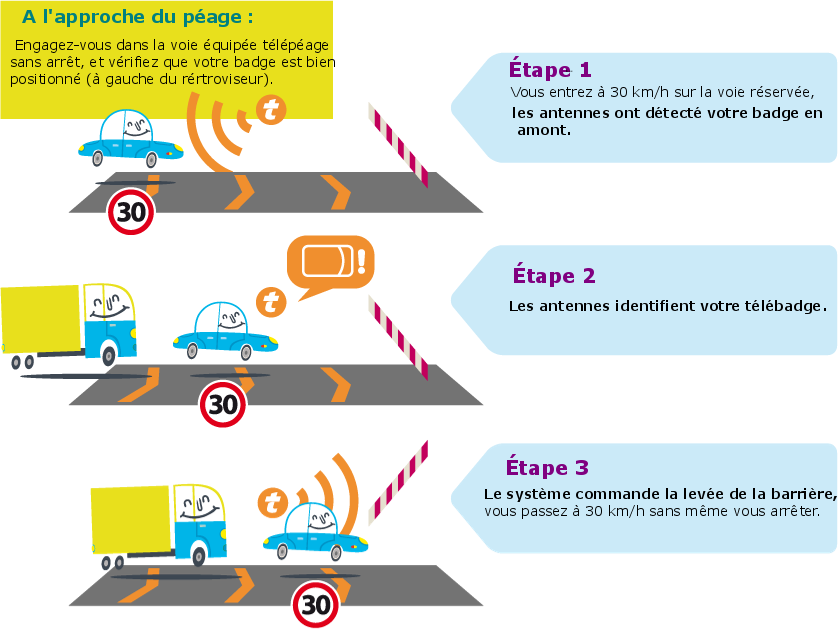 A l'approche du péage :
Engagez-vous dans la voie équipée télépéage
sans arrêt, et vérifiez que votre badge est bien
positionné (à gauche du rértroviseur).
t
30
Étape 1
Vous entrez à 30 km/h sur la voie réservée,
les antennes ont détecté votre badge en
amont.
!
t
30
Étape 2
Les antennes identifient votre télébadge.
t
30
Étape 3
Le système commande la levée de la barrière,
vous passez à 30 km/h sans même vous arrêter.